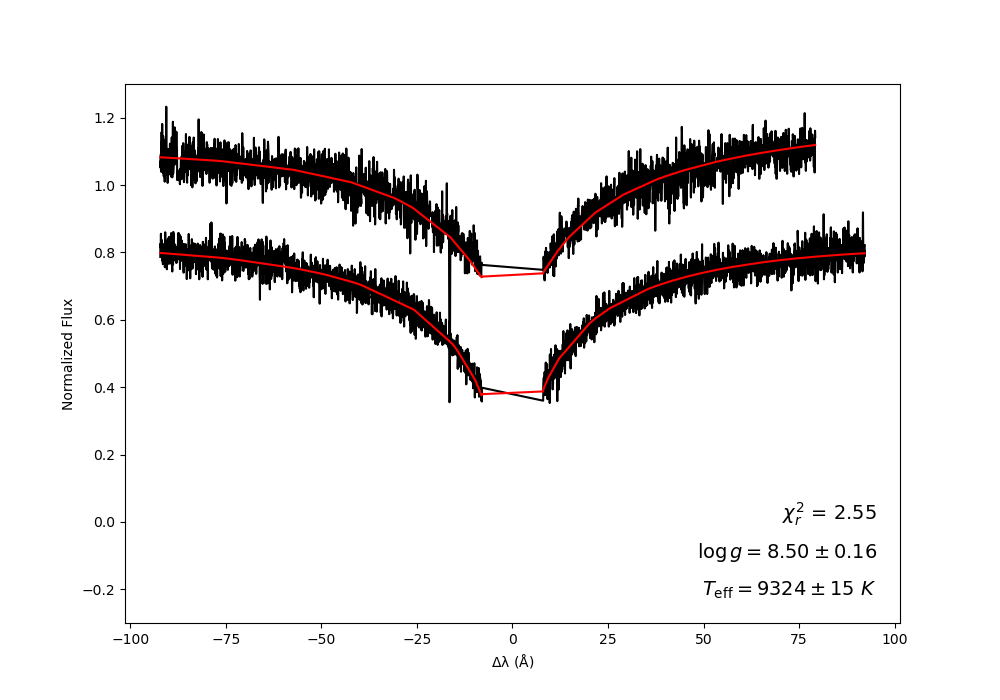 1.2
1.0
0.8
0.6
0.4
0.2
0.0
−0.2
Normalized Flux
χ²ᵣ = 2.55
log g = 8.50 ± 0.16
T_eff = 9324 ± 15 K
−100 −75 −50 −25 0 25 50 75 100
Δλ (Å)